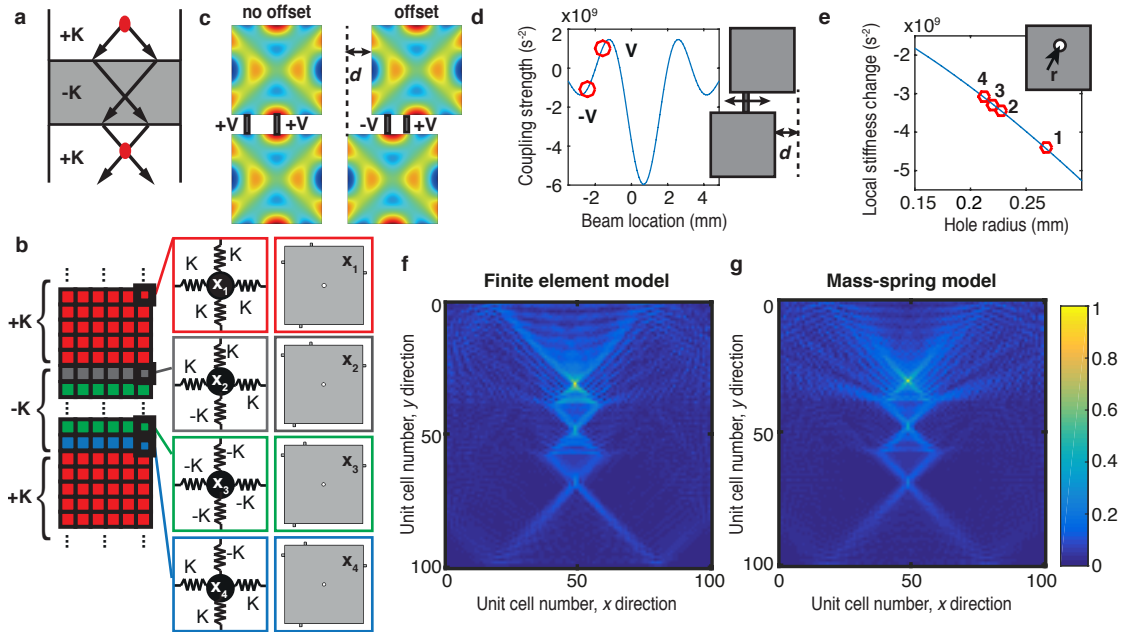 a
+K
-K
+K
c
no offset
offset
d
+V
+V
-V
+V
d
x10⁹
Coupling strength (s⁻²)
2
0
-2
-4
-6
-2
0
2
4
Beam location (mm)
V
-V
d
e
x10⁹
Local stiffness change (s⁻²)
-2
-3
-4
-5
0.15
0.2
0.25
Hole radius (mm)
4
3
2
1
r
b
+K
-K
+K
K
K
x₁
K
K
x₁
K
K
x₂
K
-K
x₂
-K
-K
x₃
-K
-K
x₃
-K
K
x₄
K
K
x₄
f
Finite element model
Unit cell number, y direction
0
50
100
0
50
100
Unit cell number, x direction
g
Mass-spring model
Unit cell number, y direction
0
50
100
0
50
100
Unit cell number, x direction
1
0.8
0.6
0.4
0.2
0